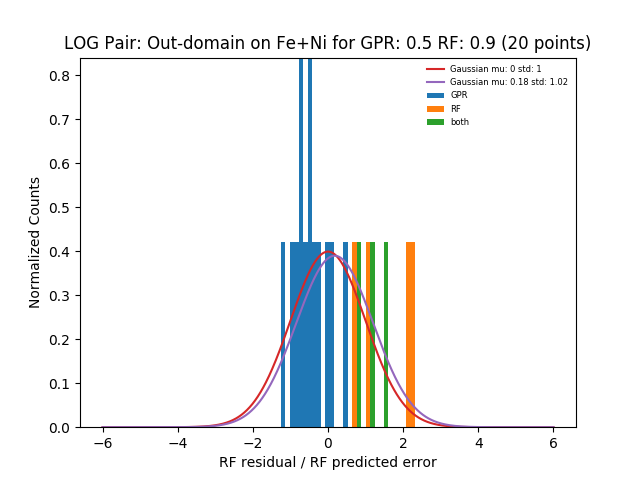 LOG Pair: Out-domain on Fe+Ni for GPR: 0.5 RF: 0.9 (20 points)
Gaussian mu: 0 std: 1
Gaussian mu: 0.18 std: 1.02
GPR
RF
both
0.8
0.7
0.6
0.5
0.4
0.3
0.2
0.1
0.0
Normalized Counts
−6
−4
−2
0
2
4
6
RF residual / RF predicted error